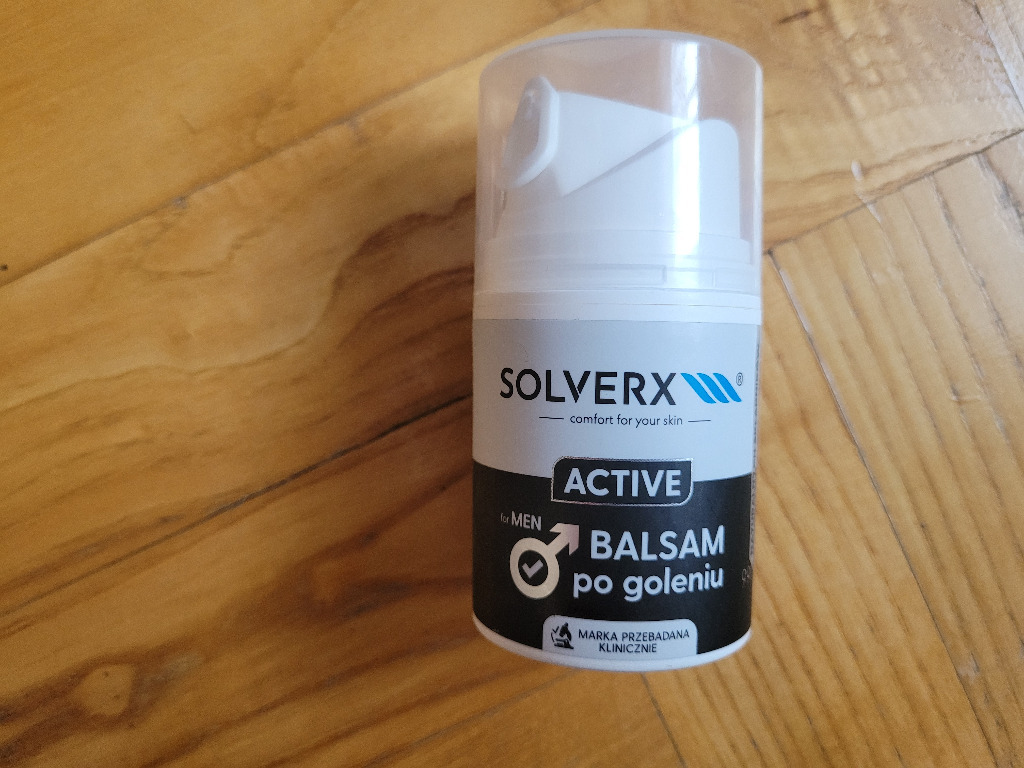 SOLVERX®
comfort for your skin
ACTIVE
for MEN
BALSAM
po goleniu
MARKA PRZEBADANA
KLINICZNIE